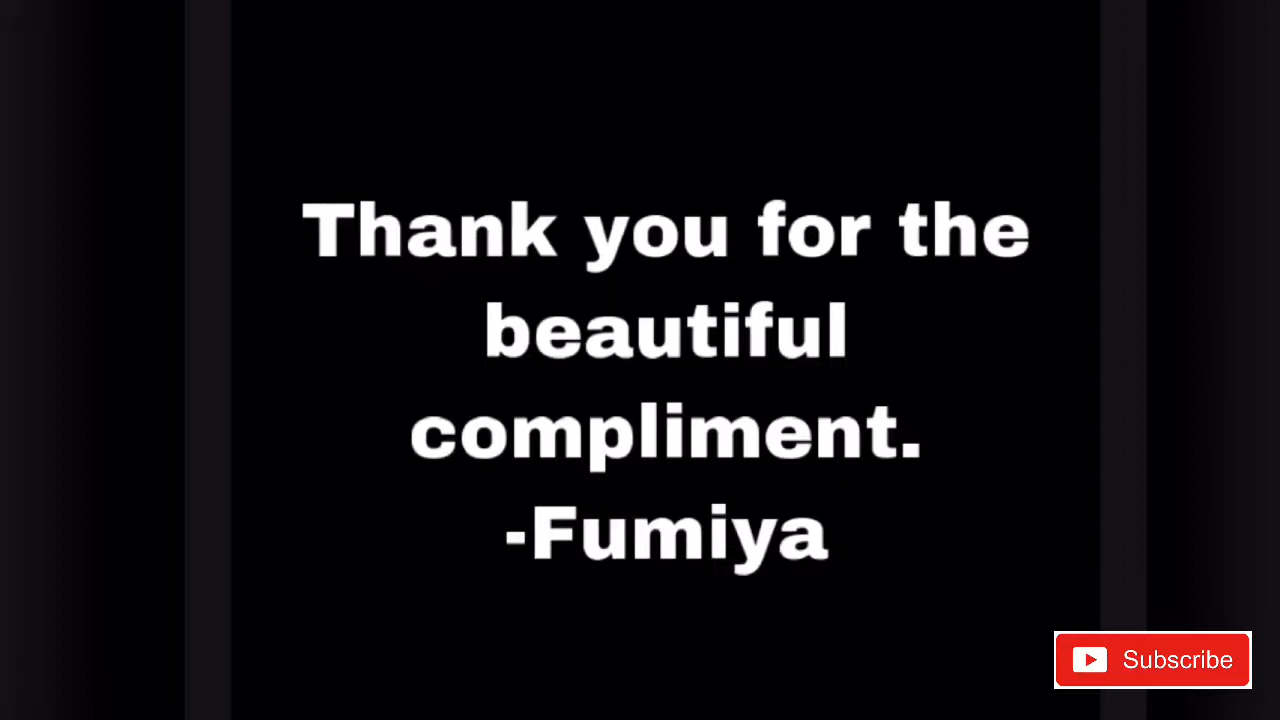 Thank you for the
beautiful
compliment.
-Fumiya
Subscribe